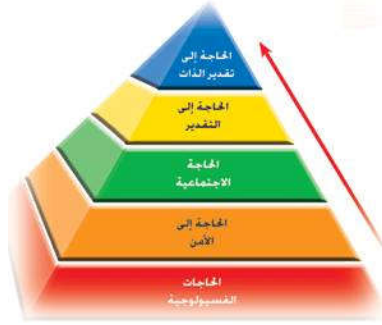 الحاجة إلى
تقدير الذات
الحاجة إلى
التقدير
الحاجة
الاجتماعية
الحاجة إلى
الأمن
الحاجات
الفسيولوجية